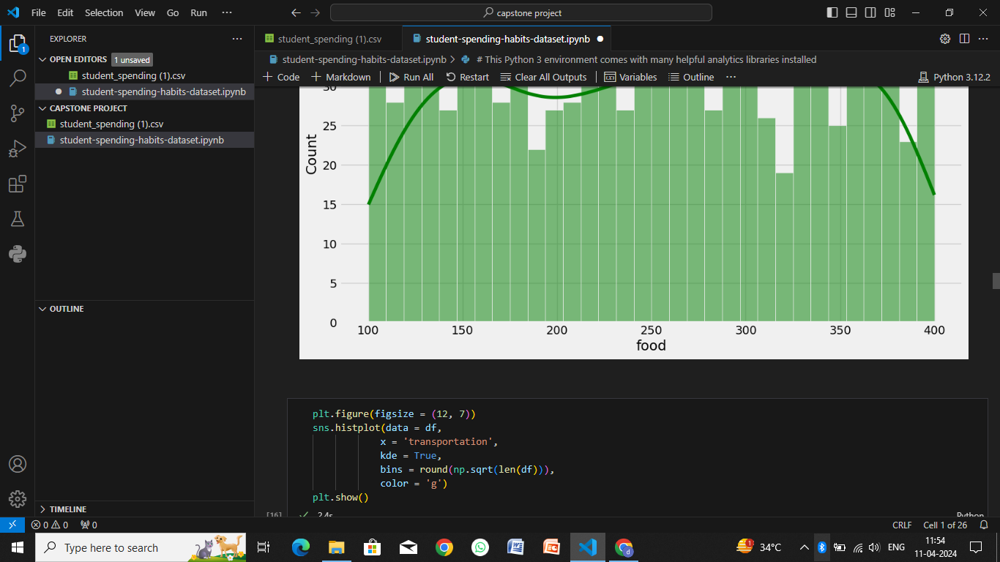 File Edit Selection View Go Run ··· capstone project
EXPLORER ···
OPEN EDITORS 1 unsaved
student_spending (1).csv
student-spending-habits-dataset.ipynb
CAPSTONE PROJECT
student_spending (1).csv
student-spending-habits-dataset.ipynb
OUTLINE
TIMELINE
1
student_spending (1).csv student-spending-habits-dataset.ipynb
student-spending-habits-dataset.ipynb > # This Python 3 environment comes with many helpful analytics libraries installed
+ Code + Markdown Run All Restart Clear All Outputs Variables Outline ··· Python 3.12.2
30
25
20
15
10
5
0
Count
100 150 200 250 300 350 400
food
plt.figure(figsize = (12, 7))
sns.histplot(data = df,
x = 'transportation',
kde = True,
bins = round(np.sqrt(len(df))),
color = 'g')
plt.show()
[16] 2.4s Python
0 0 0 CRLF Cell 1 of 26
Type here to search 1 34°C ENG 11:54
11-04-2024